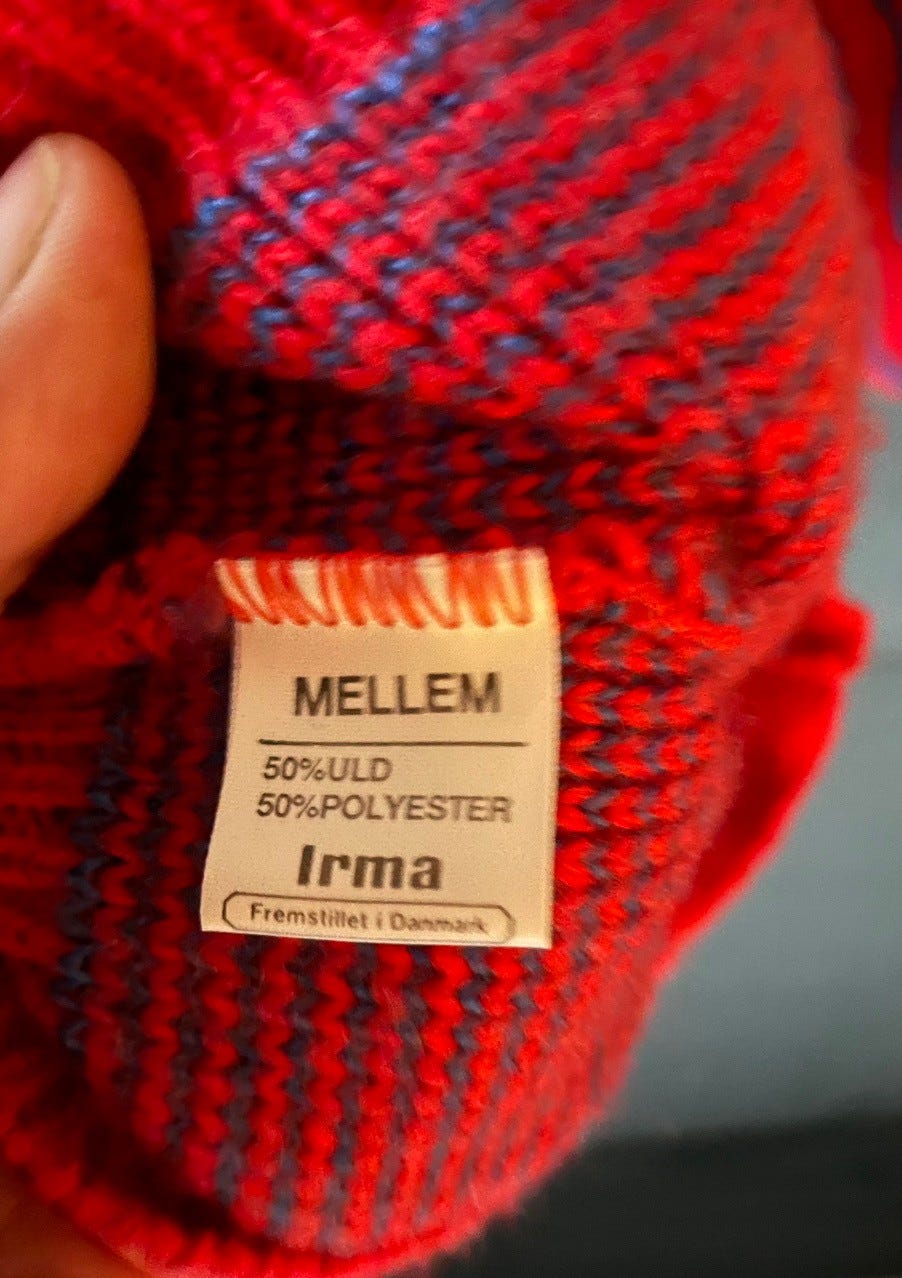 MELLEM
50%ULD
50%POLYESTER
Irma
Fremstillet i Danmark